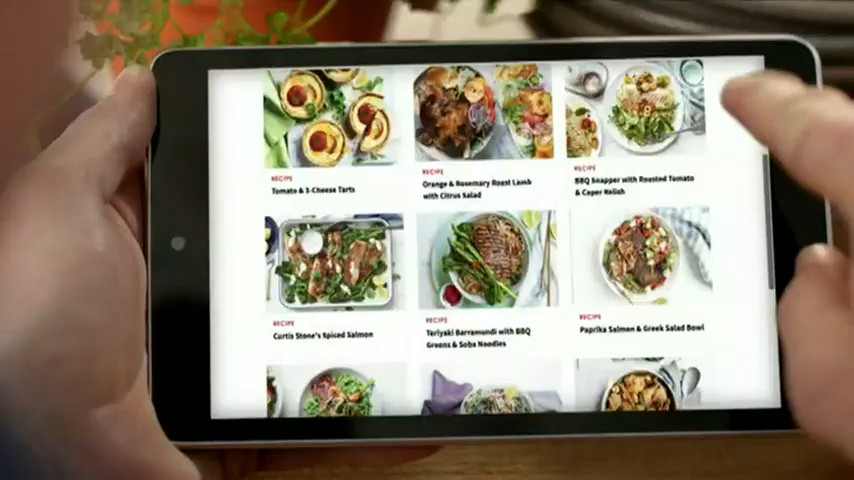 RECIPE
Tomato & 3-Cheese Tarts
RECIPE
Orange & Rosemary Roast Lamb
with Citrus Salad
RECIPE
BBQ Snapper with Roasted Tomato
& Caper Relish
RECIPE
Curtis Stone's Spiced Salmon
RECIPE
Teriyaki Barramundi with BBQ
Greens & Soba Noodles
RECIPE
Paprika Salmon & Greek Salad Bowl